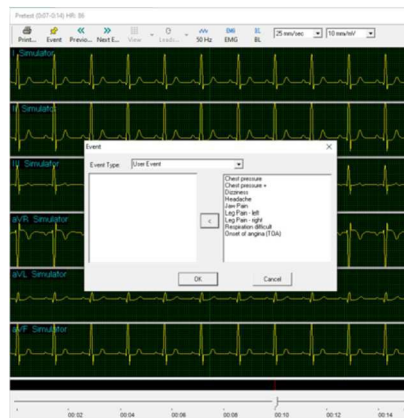 Pretest (0:07-0:14) HR: 86
Print... Event Previo... Next E... View Leads... 50 Hz EMG BL 25 mm/sec 10 mm/mV
I Simulator
II Simulator
Event
Event Type: User Event
Chest pressure
Chest pressure +
Dizziness
Headache
Jaw Pain
Leg Pain - left
Leg Pain - right
Respiration difficult
Onset of angina (TOA)
<
OK Cancel
III Simulator
aVR Simulator
aVL Simulator
aVF Simulator
00:02 00:04 00:06 00:08 00:10 00:12 00:14